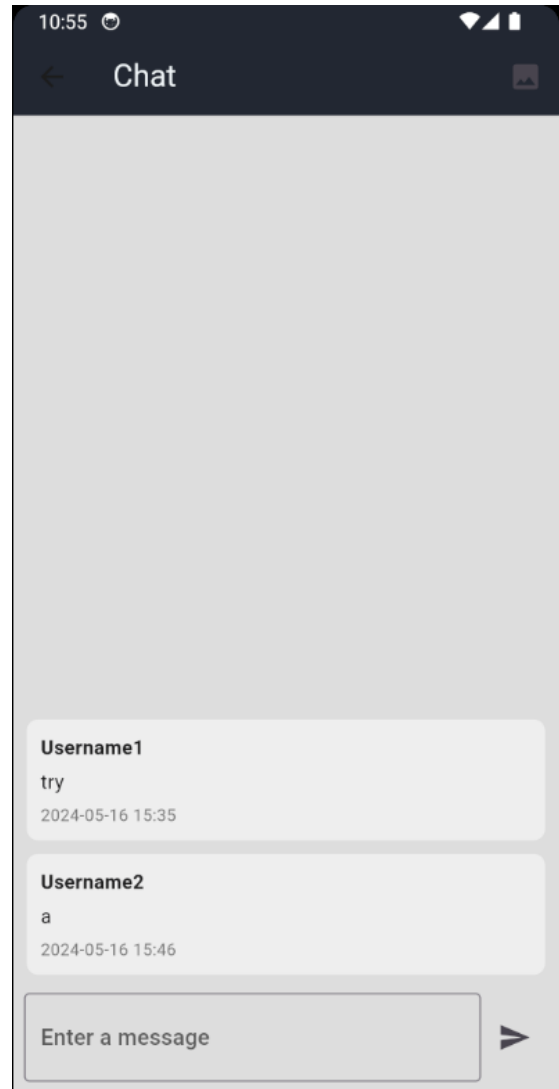 10:55
Chat
Username1
try
2024-05-16 15:35
Username2
a
2024-05-16 15:46
Enter a message